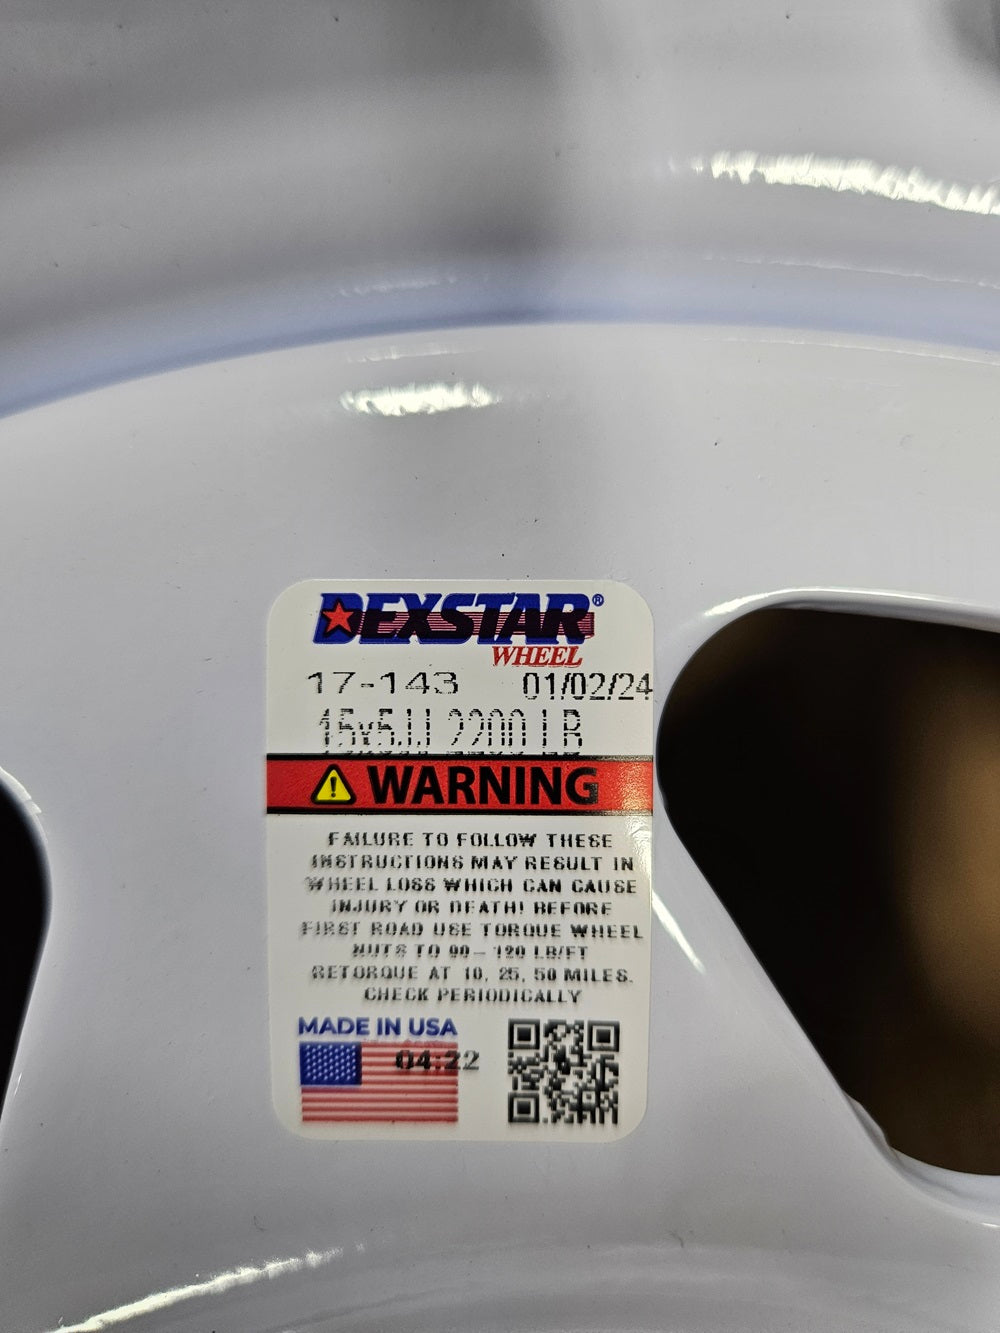 DEXSTAR®
WHEEL
17-143 01/02/24
15x5JJ 2200 LB
WARNING
FAILURE TO FOLLOW THESE
INSTRUCTIONS MAY RESULT IN
WHEEL LOSS WHICH CAN CAUSE
INJURY OR DEATH! BEFORE
FIRST ROAD USE TORQUE WHEEL
NUTS TO 90 - 120 LB/FT
RETORQUE AT 10, 25, 50 MILES.
CHECK PERIODICALLY
MADE IN USA
04:22